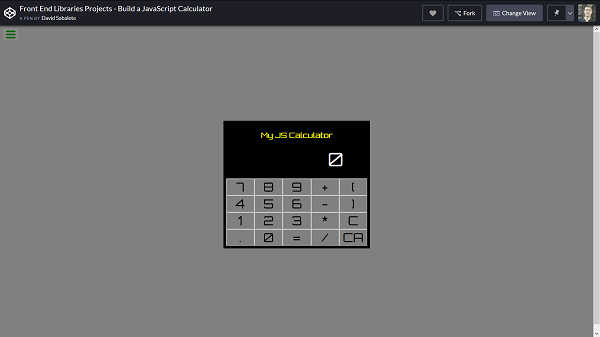 Front End Libraries Projects - Build a JavaScript Calculator
A PEN BY David Sabalete
Fork
Change View
My JS Calculator
0
7 8 9 + (
4 5 6 - )
1 2 3 * C
. 0 = / CA